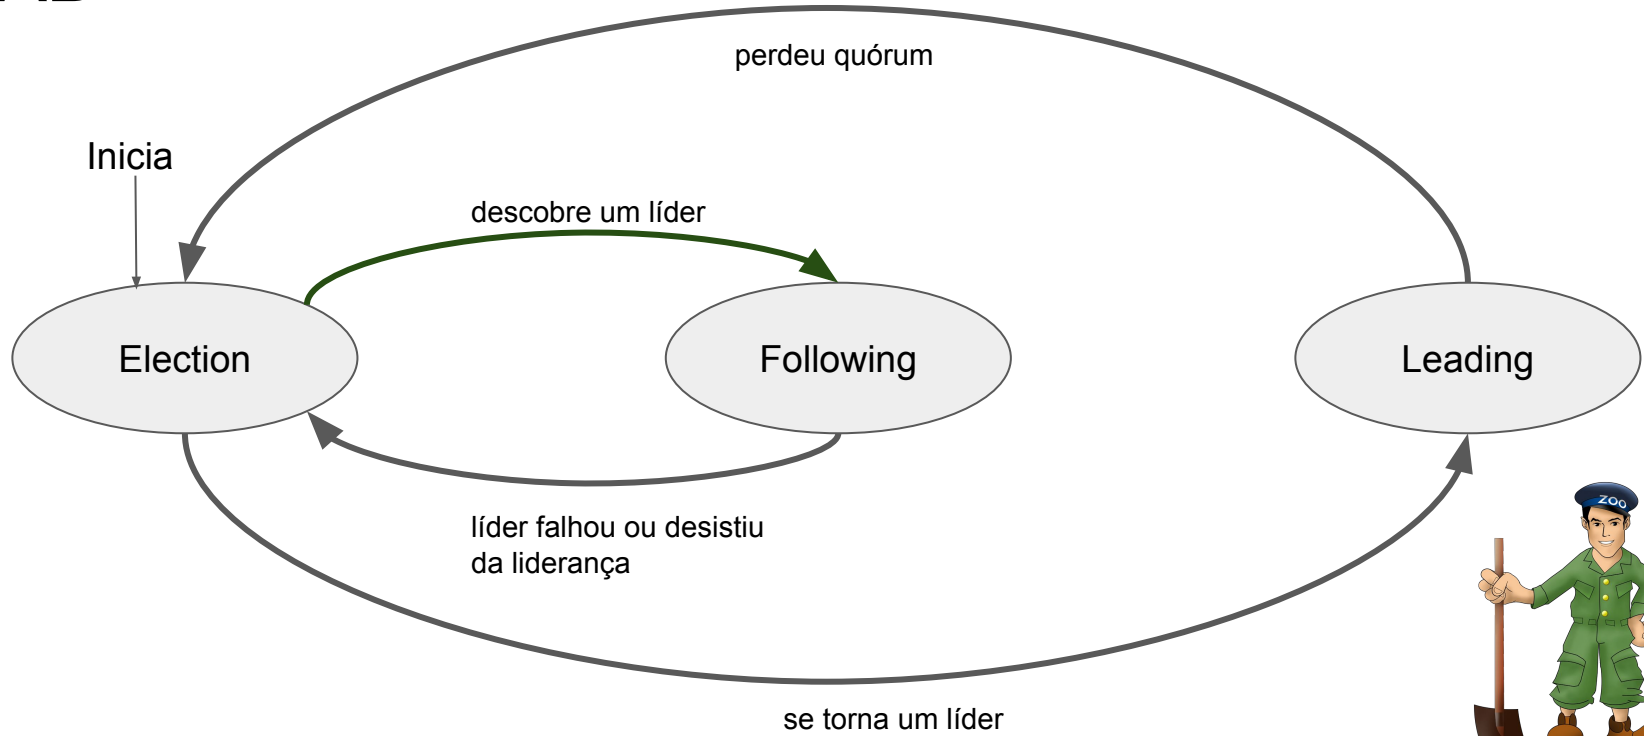 perdeu quórum
Inicia
descobre um líder
Election
Following
Leading
líder falhou ou desistiu
da liderança
ZOO
se torna um líder